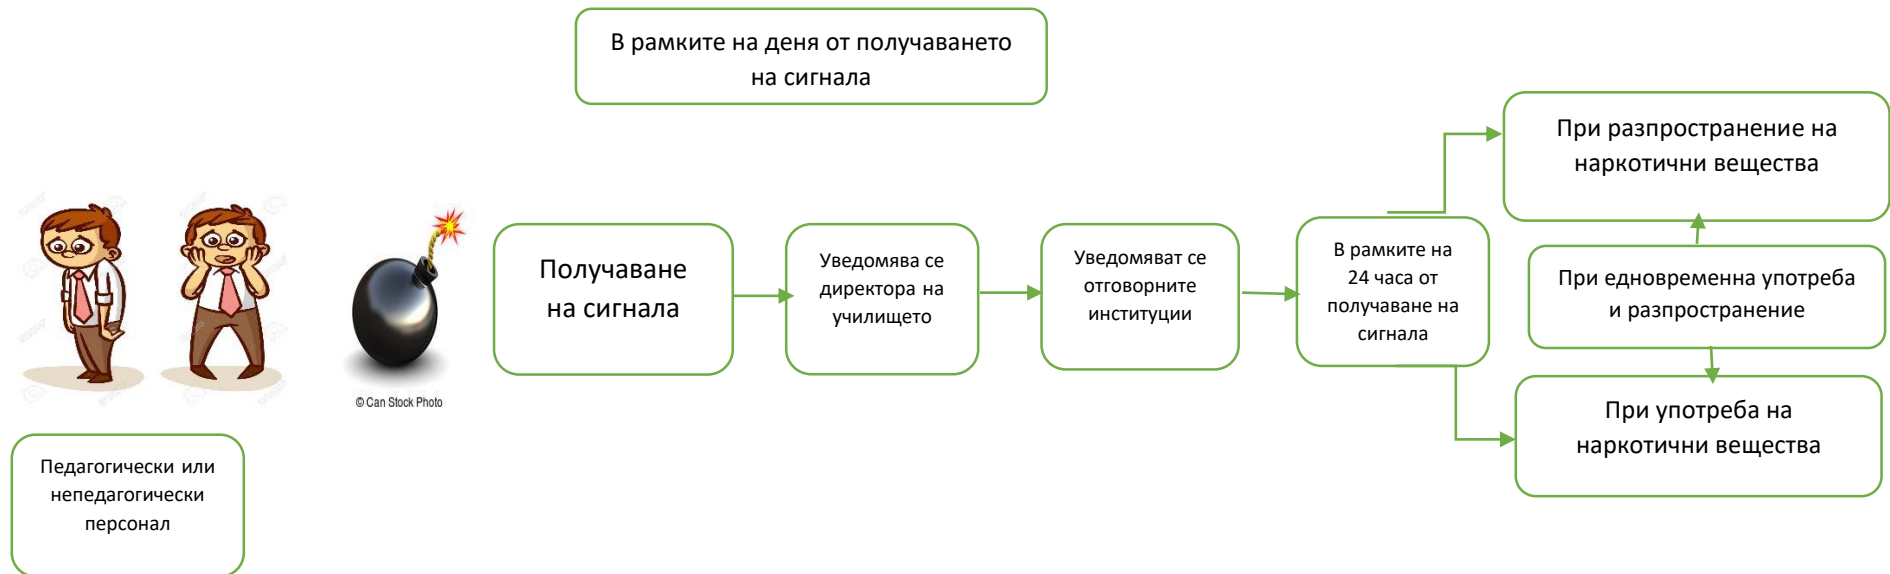 В рамките на деня от получаването
на сигнала
При разпространение на
наркотични вещества
Получаване
на сигнала
Уведомява се
директора на
училището
Уведомяват се
отговорните
институции
В рамките на
24 часа от
получаване на
сигнала
При едновременна употреба
и разпространение
При употреба на
наркотични вещества
© Can Stock Photo
Педагогически или
непедагогически
персонал